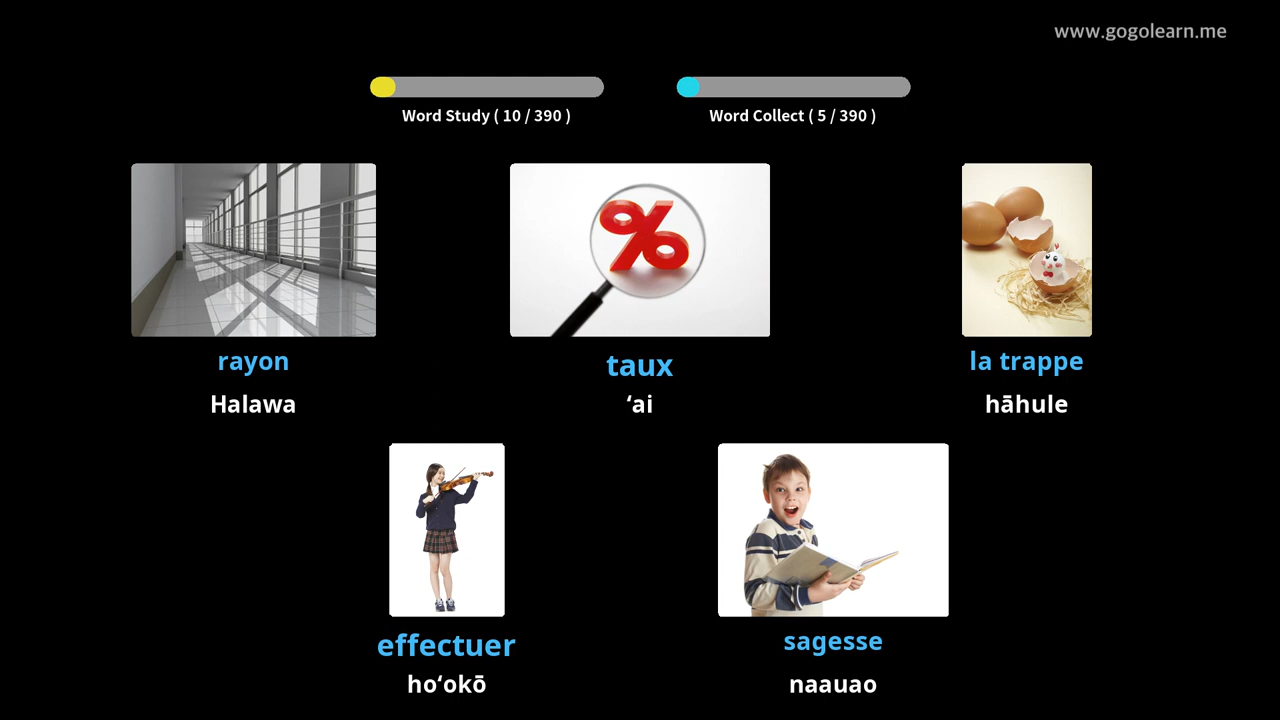 www.gogolearn.me
Word Study ( 10 / 390 )
Word Collect ( 5 / 390 )
rayon
Halawa
taux
ʻai
la trappe
hāhule
effectuer
hoʻokō
sagesse
naauao